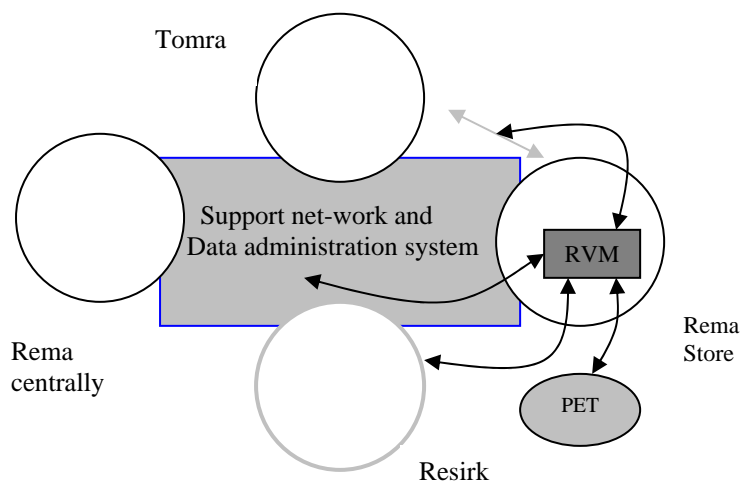 Tomra
Support net-work and
Data administration system
RVM
Rema
Store
Rema
centrally
PET
Resirk